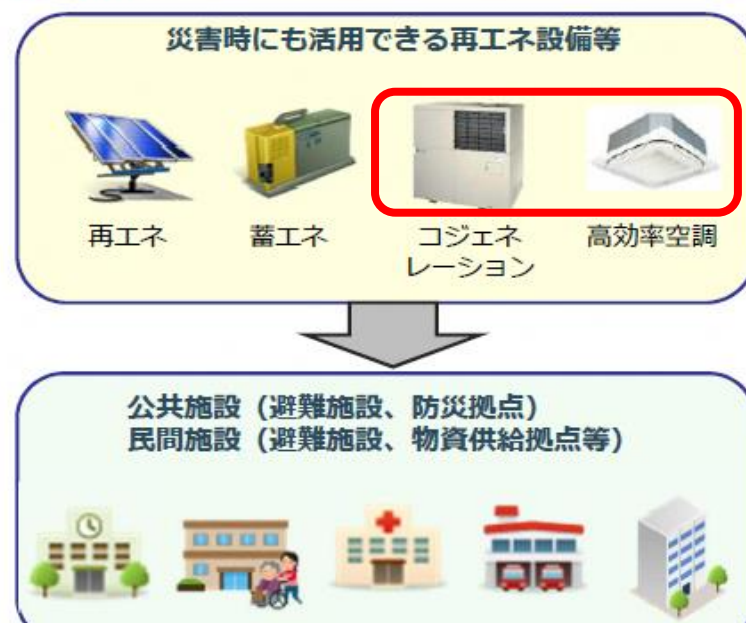 災害時にも活用できる再エネ設備等
再エネ
蓄エネ
コジェネ
レーション
高効率空調
公共施設（避難施設、防災拠点）
民間施設（避難施設、物資供給拠点等）